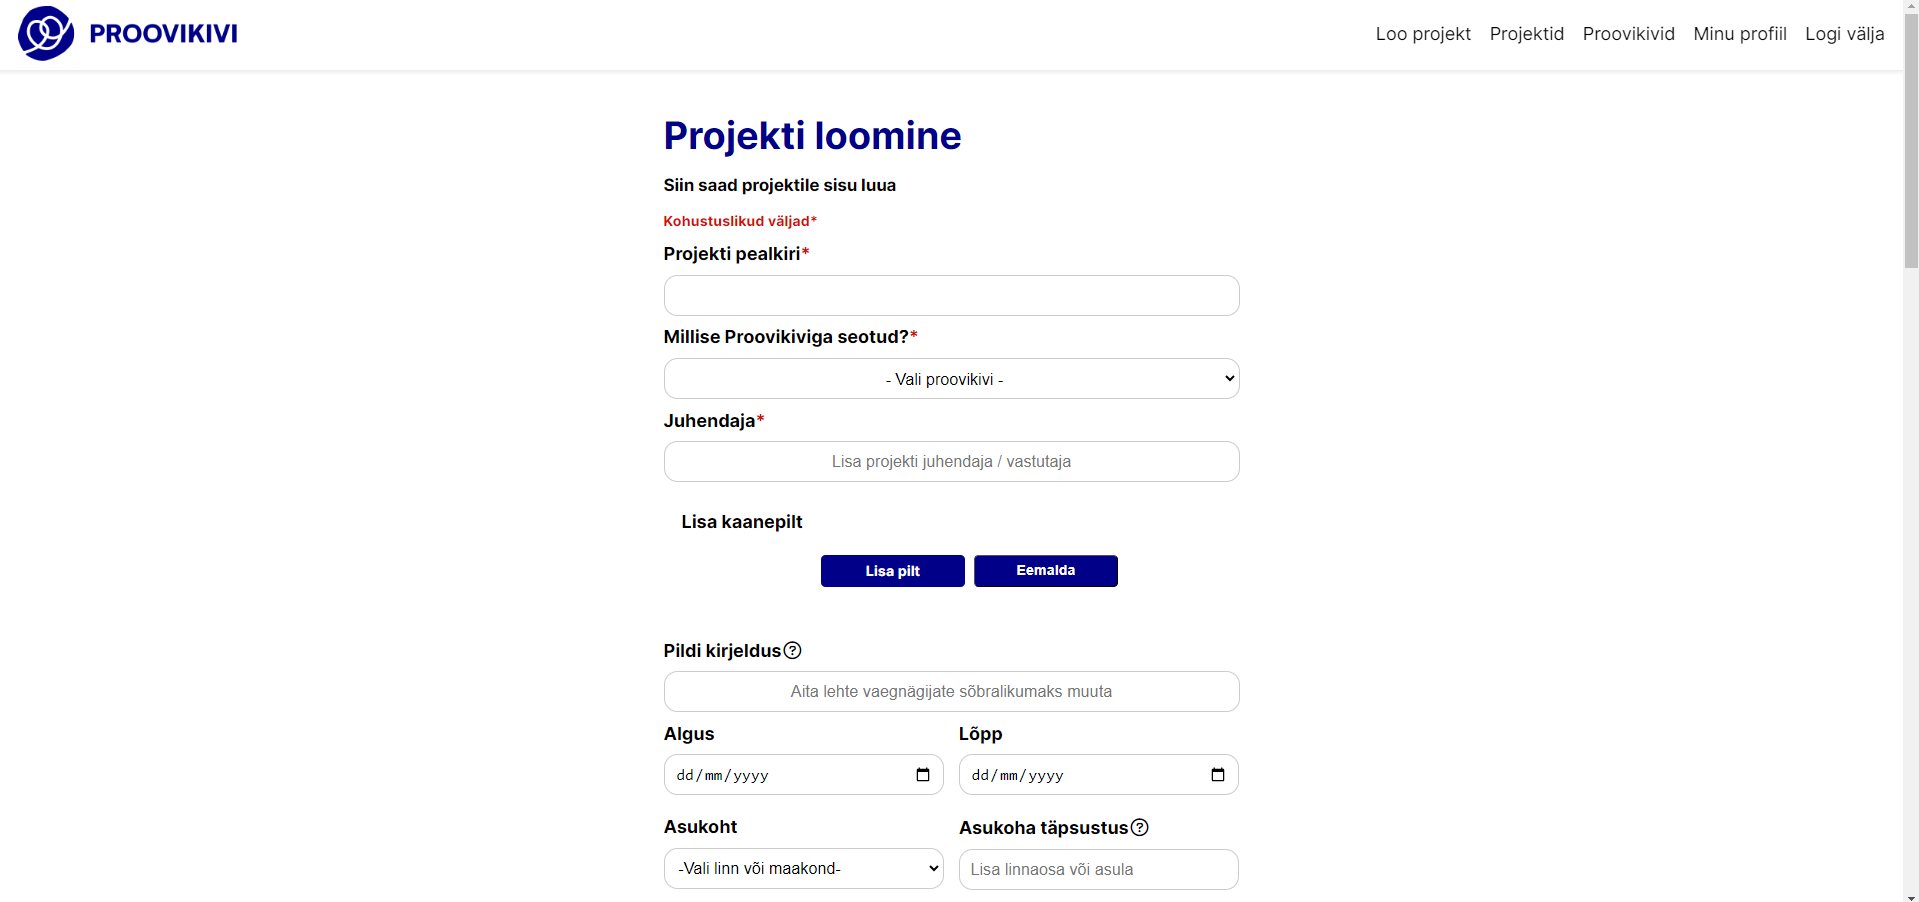 PROOVIKIVI
Loo projekt Projektid Proovikivid Minu profiil Logi välja
Projekti loomine
Siin saad projektile sisu luua
Kohustuslikud väljad*
Projekti pealkiri*
Millise Proovikiviga seotud?*
- Vali proovikivi -
Juhendaja*
Lisa projekti juhendaja / vastutaja
Lisa kaanepilt
Lisa pilt Eemalda
Pildi kirjeldus?
Aita lehte vaegnägijate sõbralikumaks muuta
Algus Lõpp
dd/mm/yyyy dd/mm/yyyy
Asukoht Asukoha täpsustus?
-Vali linn või maakond- Lisa linnaosa või asula